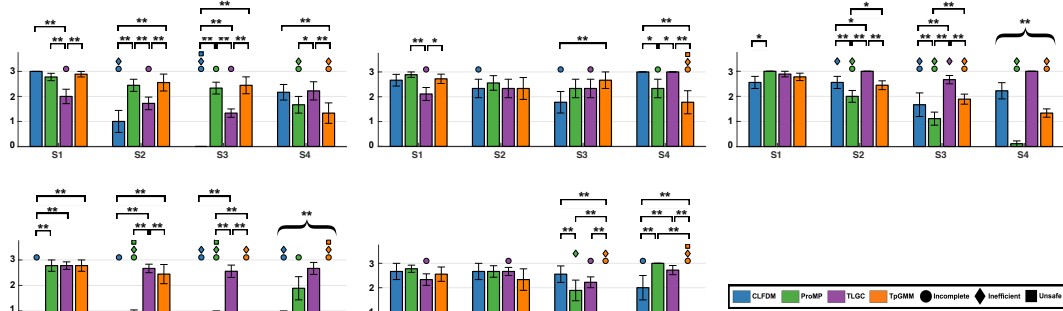 ** ** ** ** **
** ** ** ** * **
** ** ** ** ** * **
3 2 1 0
S1 S2 S3 S4
** * ** ** * * **
3 2 1 0
S1 S2 S3 S4
* * ** ** **
* ** ** ** ** ** **
3 2 1 0
S1 S2 S3 S4
** ** **
** ** ** ** **
** ** ** ** **
3 2 1
** **
** ** **
** ** ** **
3 2
CLFDM ProMP TLGC TpGMM Incomplete Inefficient Unsafe